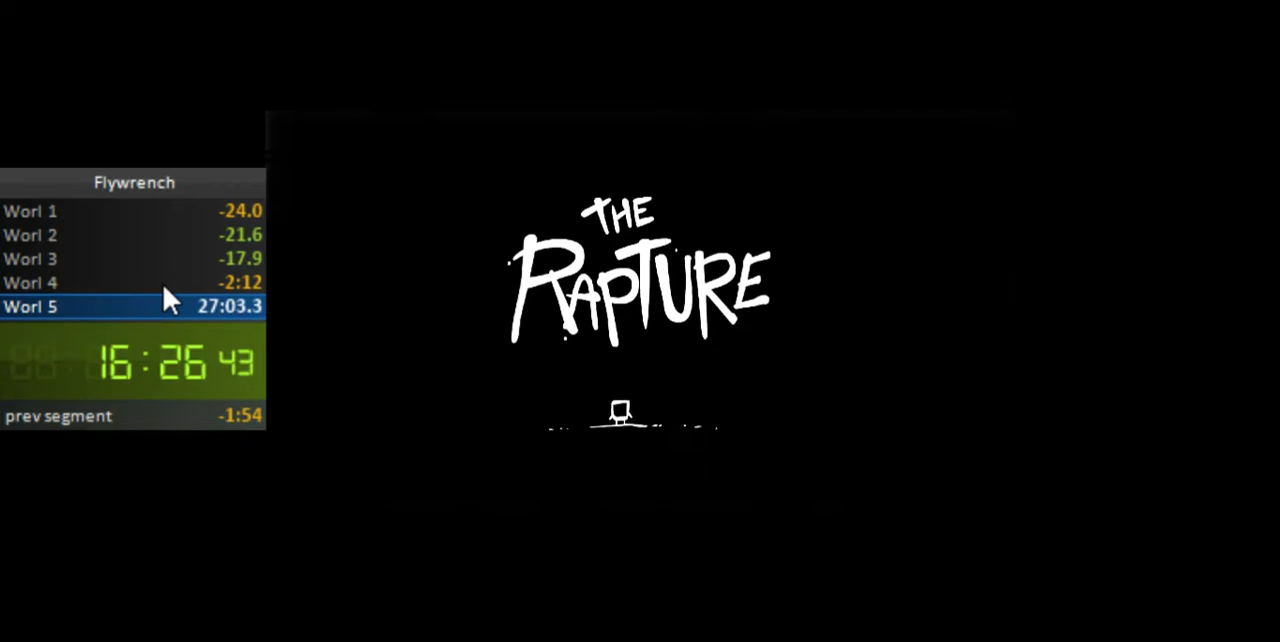 Flywrench
Worl 1 -24.0
Worl 2 -21.6
Worl 3 -17.9
Worl 4 -2:12
Worl 5 27:03.3
16:26 43
prev segment -1:54
THE
RAPTURE